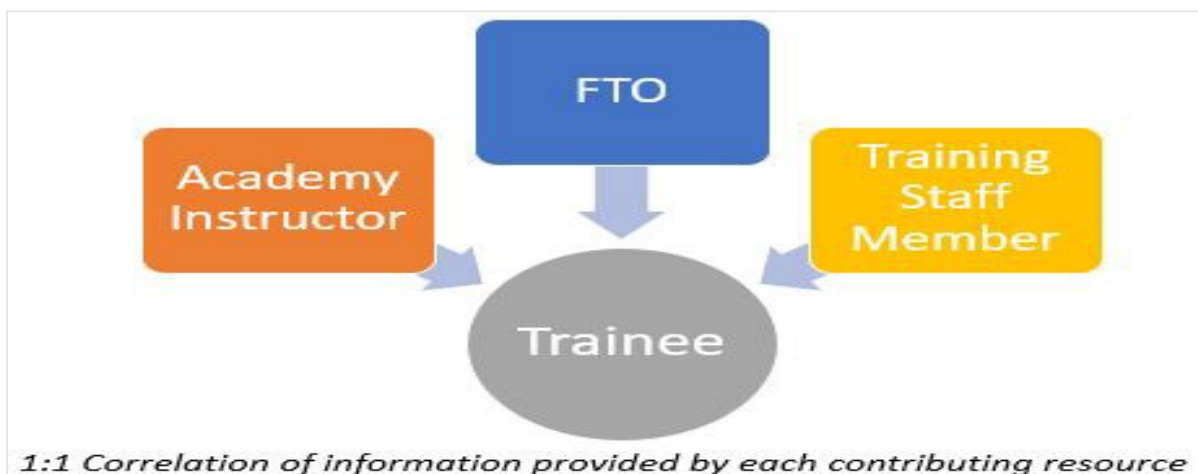 FTO
Academy
Instructor
Training
Staff
Member
Trainee
1:1 Correlation of information provided by each contributing resource